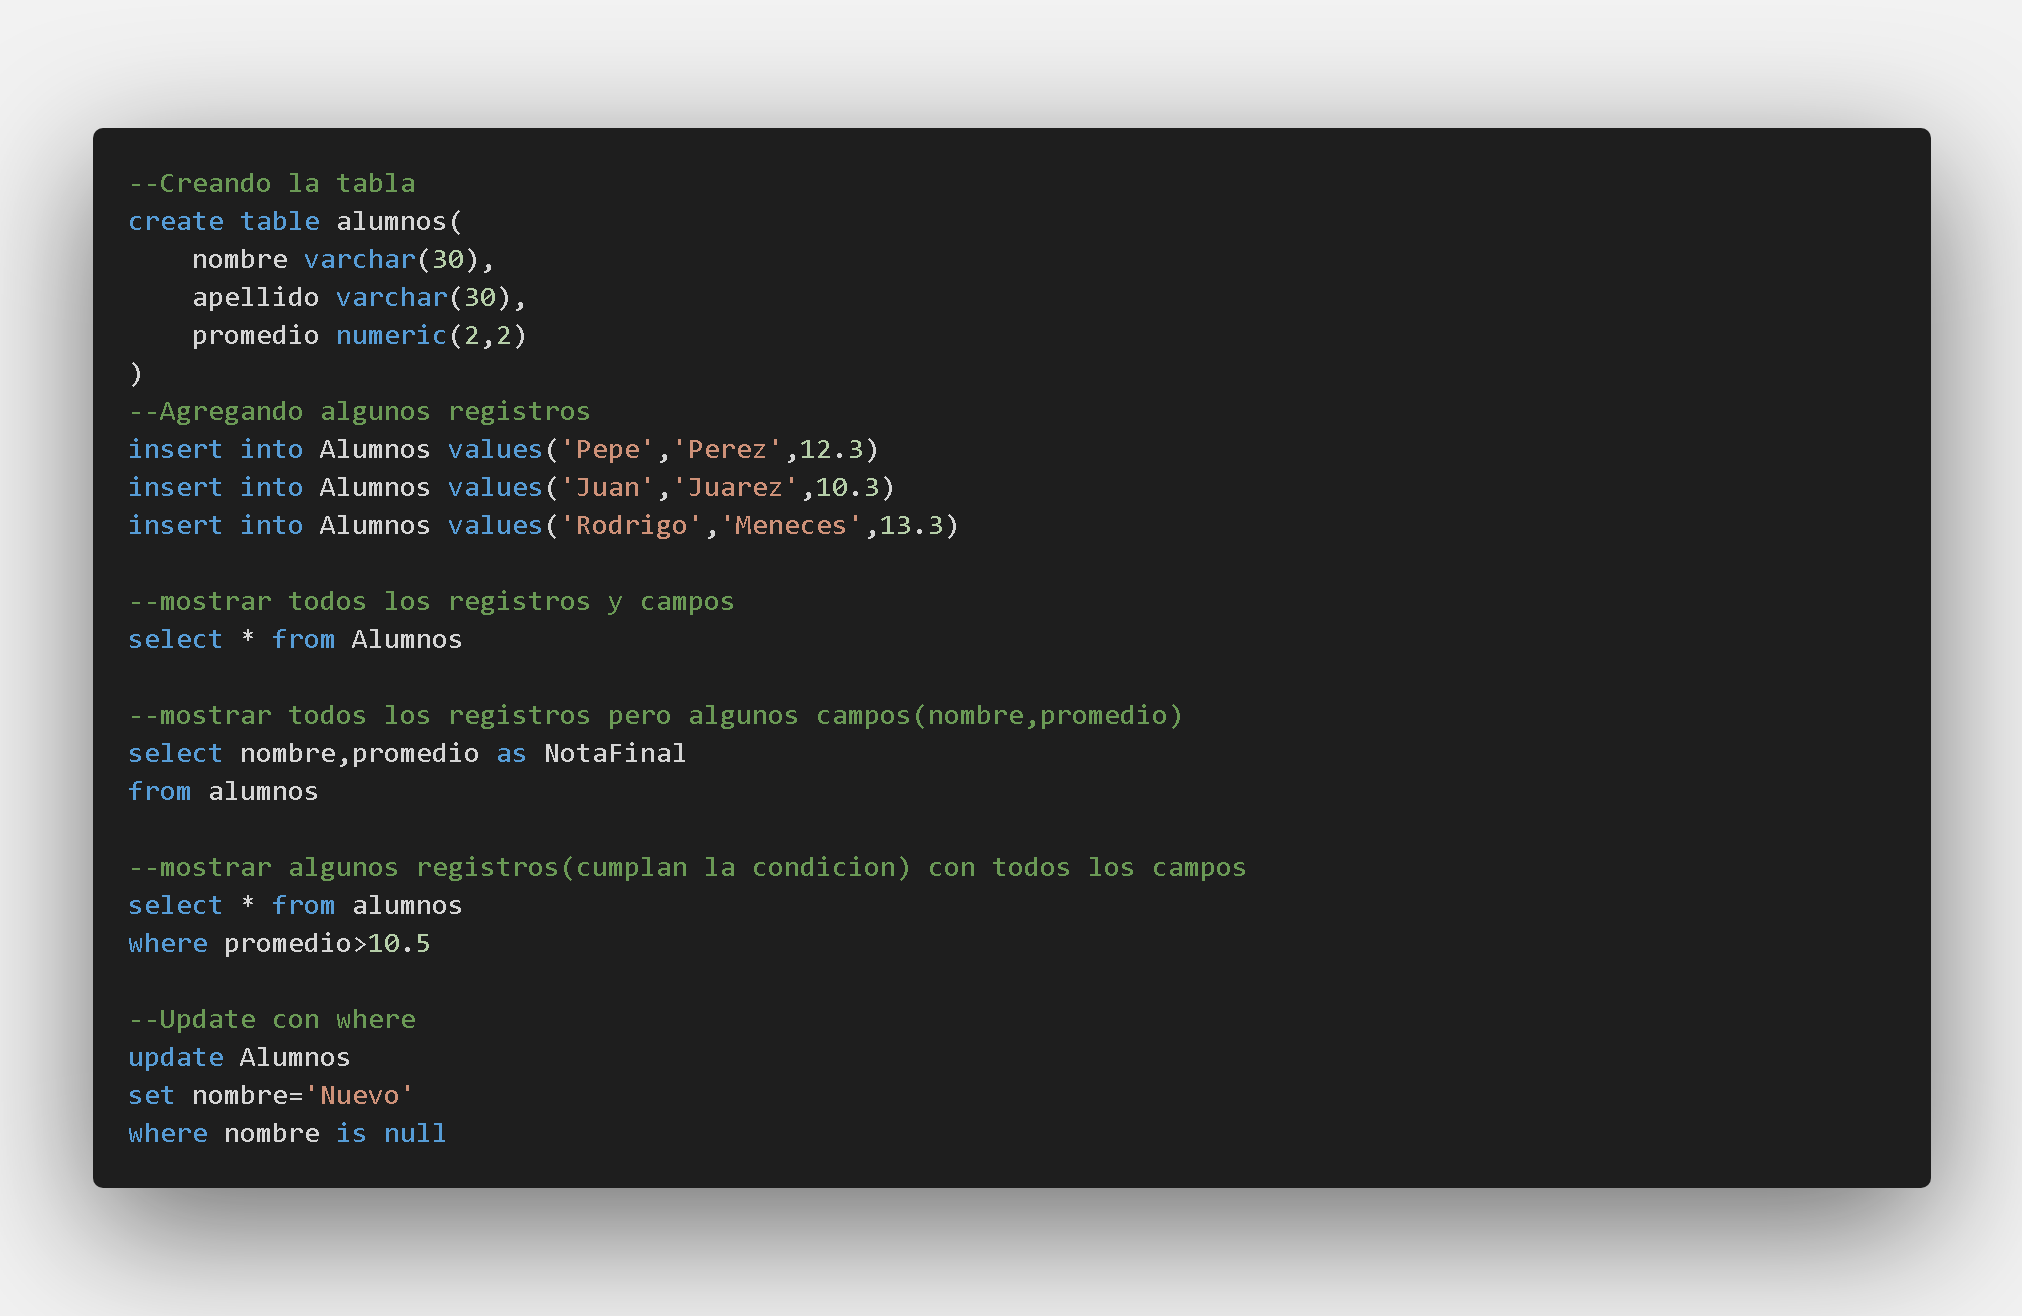 --Creando la tabla
create table alumnos(
    nombre varchar(30),
    apellido varchar(30),
    promedio numeric(2,2)
)
--Agregando algunos registros
insert into Alumnos values('Pepe','Perez',12.3)
insert into Alumnos values('Juan','Juarez',10.3)
insert into Alumnos values('Rodrigo','Meneces',13.3)

--mostrar todos los registros y campos
select * from Alumnos

--mostrar todos los registros pero algunos campos(nombre,promedio)
select nombre,promedio as NotaFinal
from alumnos

--mostrar algunos registros(cumplan la condicion) con todos los campos
select * from alumnos
where promedio>10.5

--Update con where
update Alumnos
set nombre='Nuevo'
where nombre is null